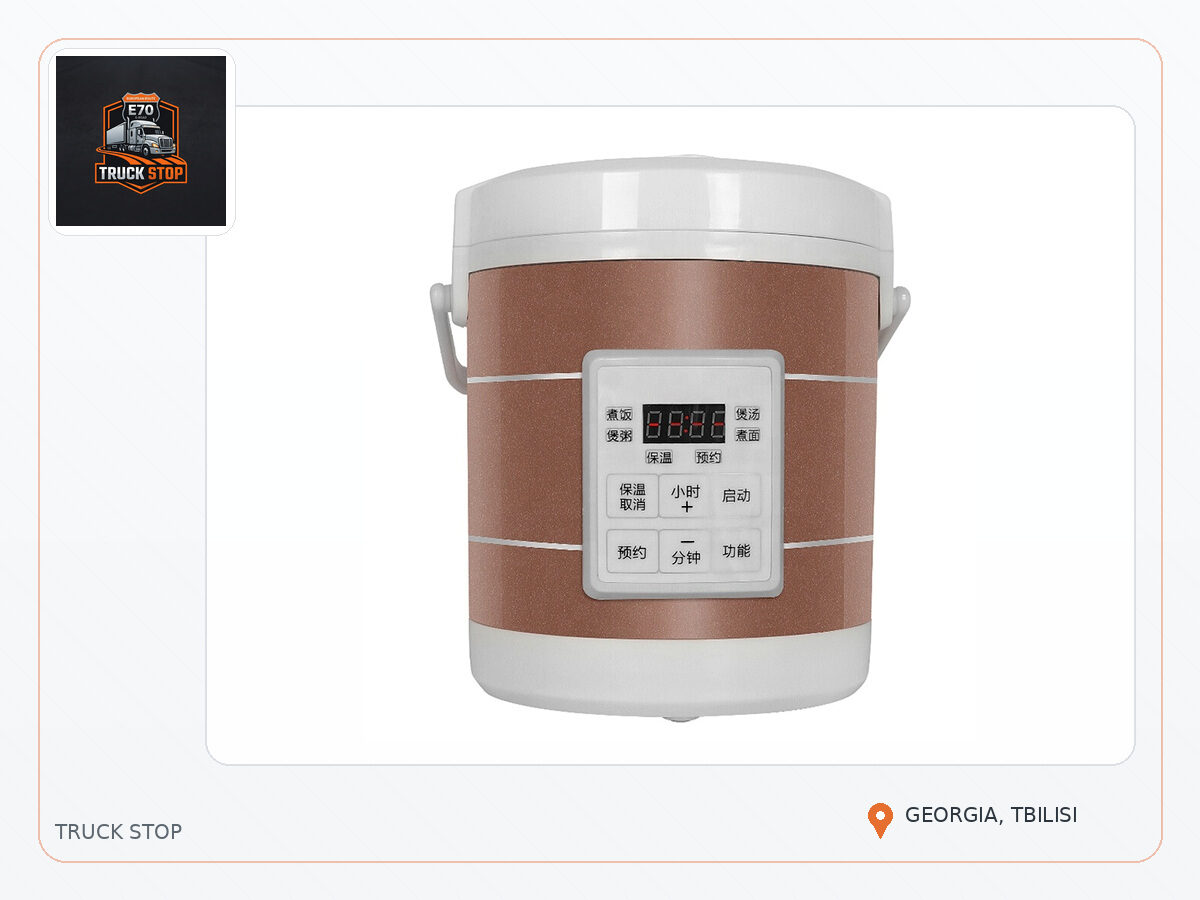 E70
TRUCK STOP
煮饭
煲汤
煲粥
煮面
保温
预约
保温
取消
小时
+
启动
预约
—
分钟
功能
TRUCK STOP
GEORGIA, TBILISI